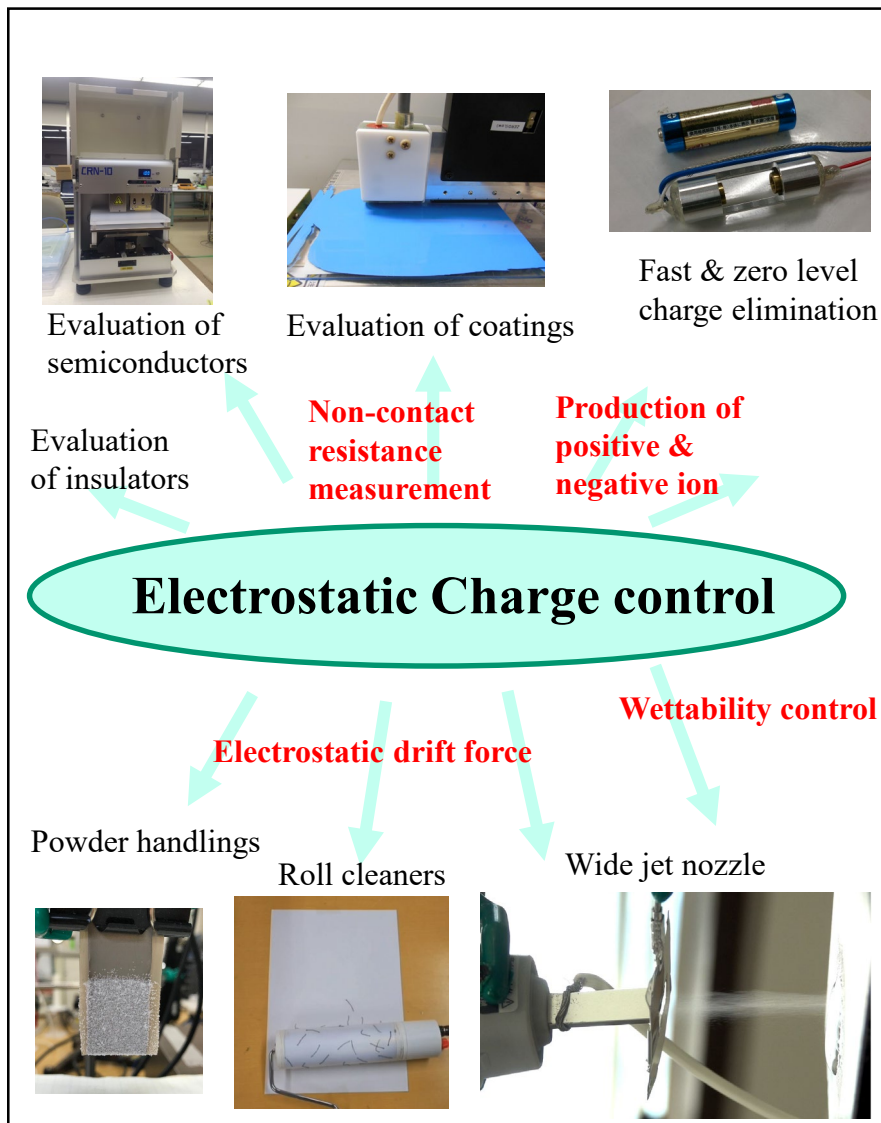 CRN-10
Evaluation of
semiconductors
Evaluation of coatings
Fast & zero level
charge elimination
Evaluation
of insulators
Non-contact
resistance
measurement
Production of
positive &
negative ion
Electrostatic Charge control
Wettability control
Electrostatic drift force
Powder handlings
Roll cleaners
Wide jet nozzle